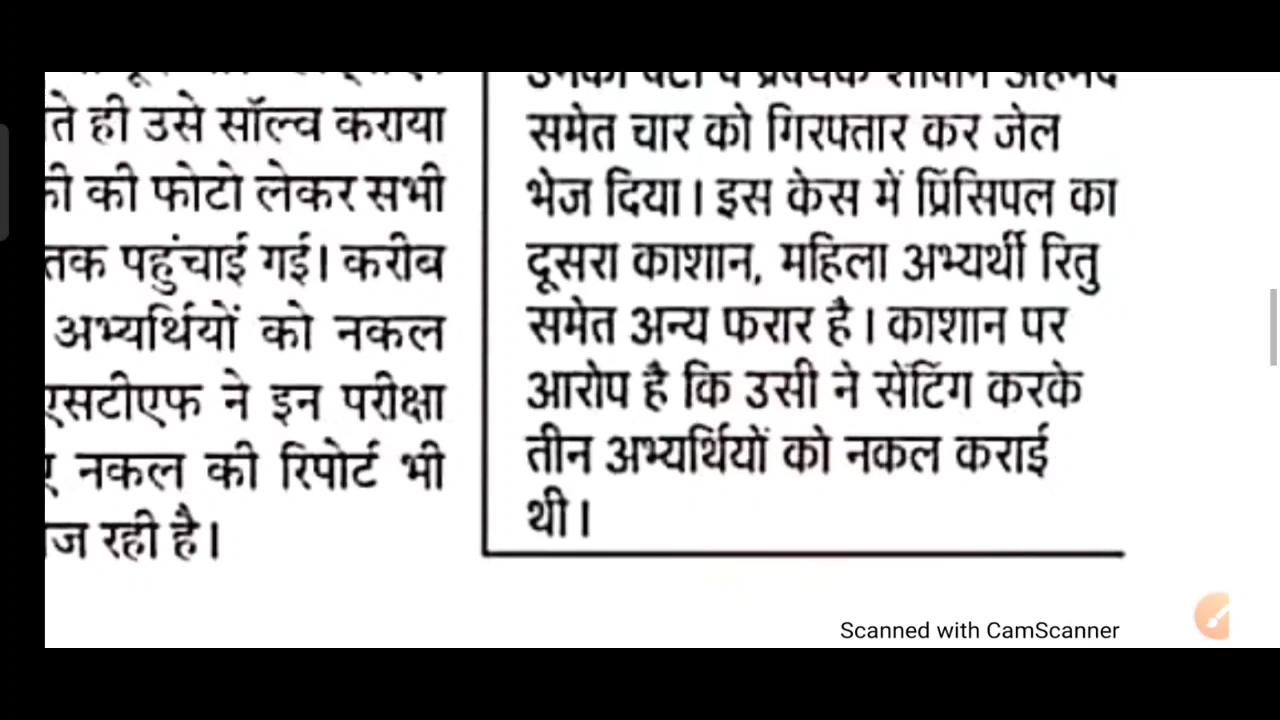 ही उसे सॉल्व कराया
की फोटो लेकर सभी
तक पहुंचाई गई। करीब
अभ्यर्थियों को नकल
एसटीएफ ने इन परीक्षा
नकल की रिपोर्ट भी
रही है।
समेत चार को गिरफ्तार कर जेल
भेज दिया। इस केस में प्रिंसिपल का
दूसरा काशान, महिला अभ्यर्थी रितु
समेत अन्य फरार है। काशान पर
आरोप है कि उसी ने सेटिंग करके
तीन अभ्यर्थियों को नकल कराई
थी।
Scanned with CamScanner